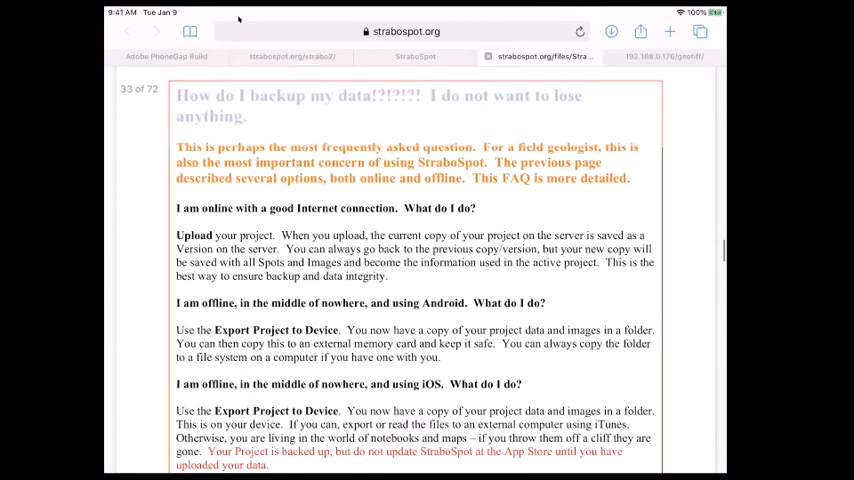 9:41 AM Tue Jan 9
100%
strabospot.org
Adobe PhoneGap Build
strabospot.org/strabo2/
StraboSpot
strabospot.org/files/Stra...
192.168.0.176/geotiff/
33 of 72
How do I backup my data!?!?!?! I do not want to lose
anything.
This is perhaps the most frequently asked question. For a field geologist, this is
also the most important concern of using StraboSpot. The previous page
described several options, both online and offline. This FAQ is more detailed.
I am online with a good Internet connection. What do I do?
Upload your project. When you upload, the current copy of your project on the server is saved as a
Version on the server. You can always go back to the previous copy/version, but your new copy will
be saved with all Spots and Images and become the information used in the active project. This is the
best way to ensure backup and data integrity.
I am offline, in the middle of nowhere, and using Android. What do I do?
Use the Export Project to Device. You now have a copy of your project data and images in a folder.
You can then copy this to an external memory card and keep it safe. You can always copy the folder
to a file system on a computer if you have one with you.
I am offline, in the middle of nowhere, and using iOS. What do I do?
Use the Export Project to Device. You now have a copy of your project data and images in a folder.
This is on your device. If you can, export or read the files to an external computer using iTunes.
Otherwise, you are living in the world of notebooks and maps – if you throw them off a cliff they are
gone. Your Project is backed up, but do not update StraboSpot at the App Store until you have
uploaded your data.